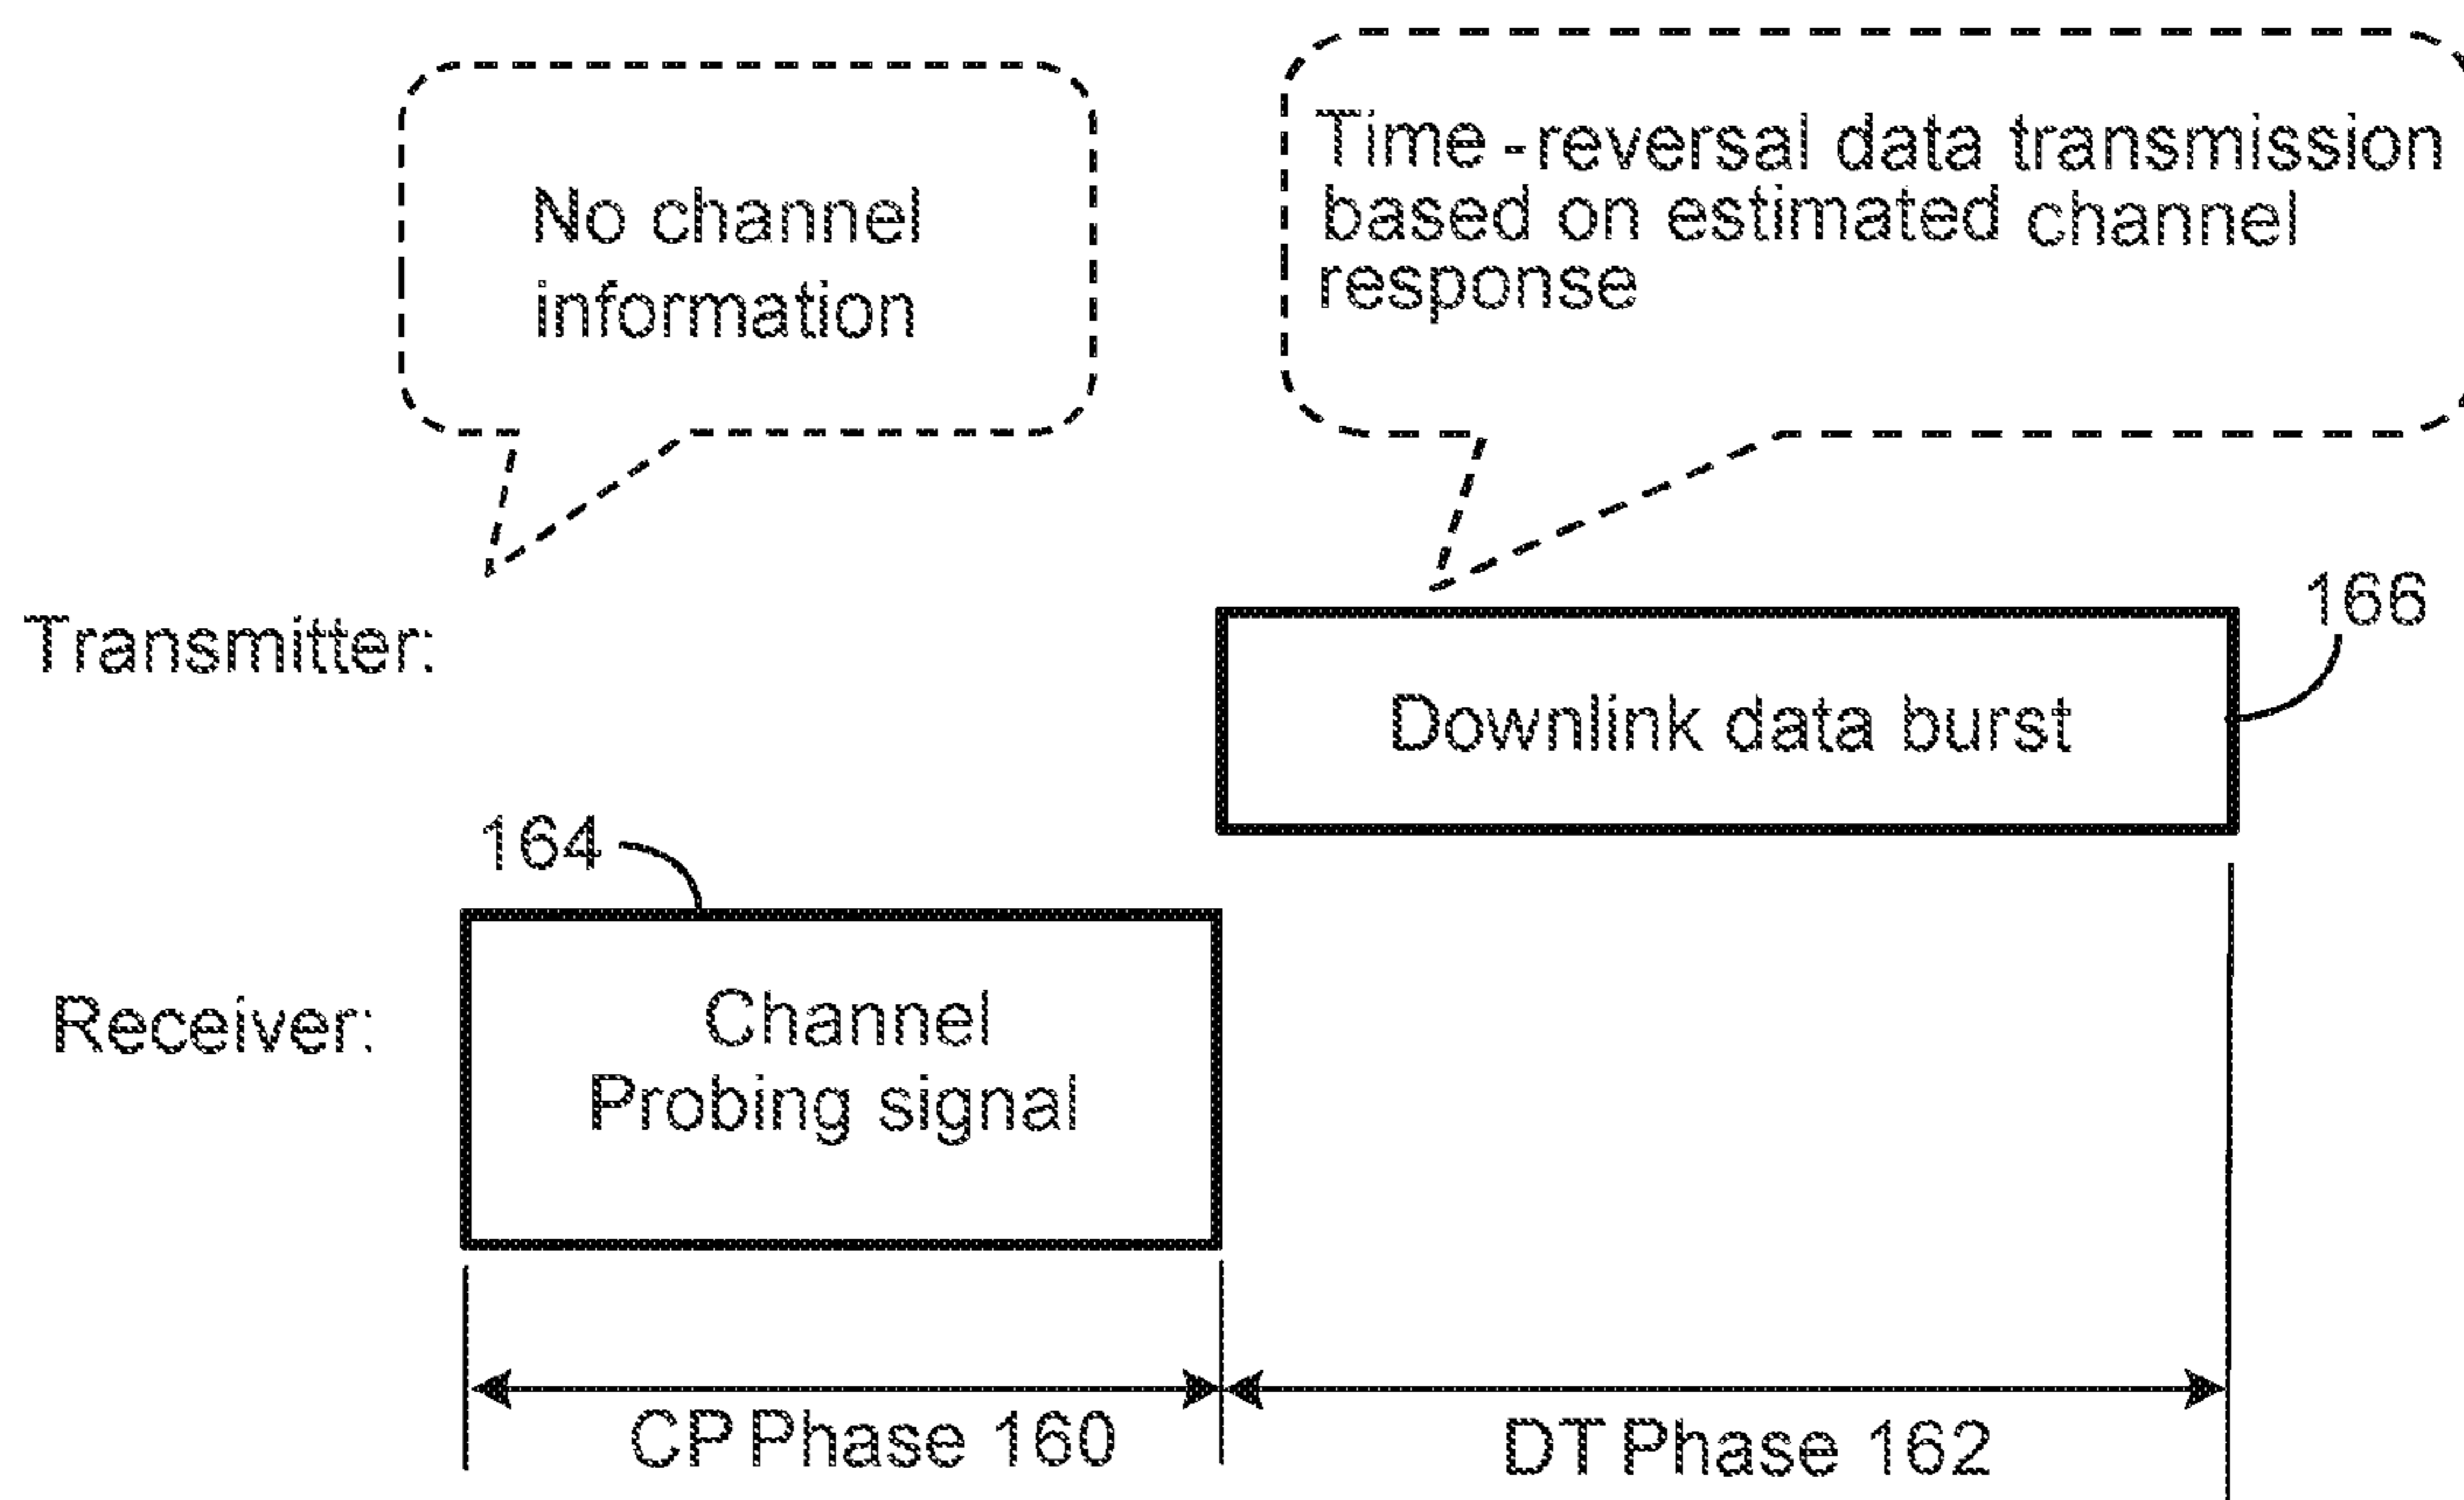 No channel
information
Time-reversal data transmission
based on estimated channel
response
Transmitter:
166
Downlink data burst
164
Receiver:
Channel
Probing signal
CP Phase 160
DT Phase 162